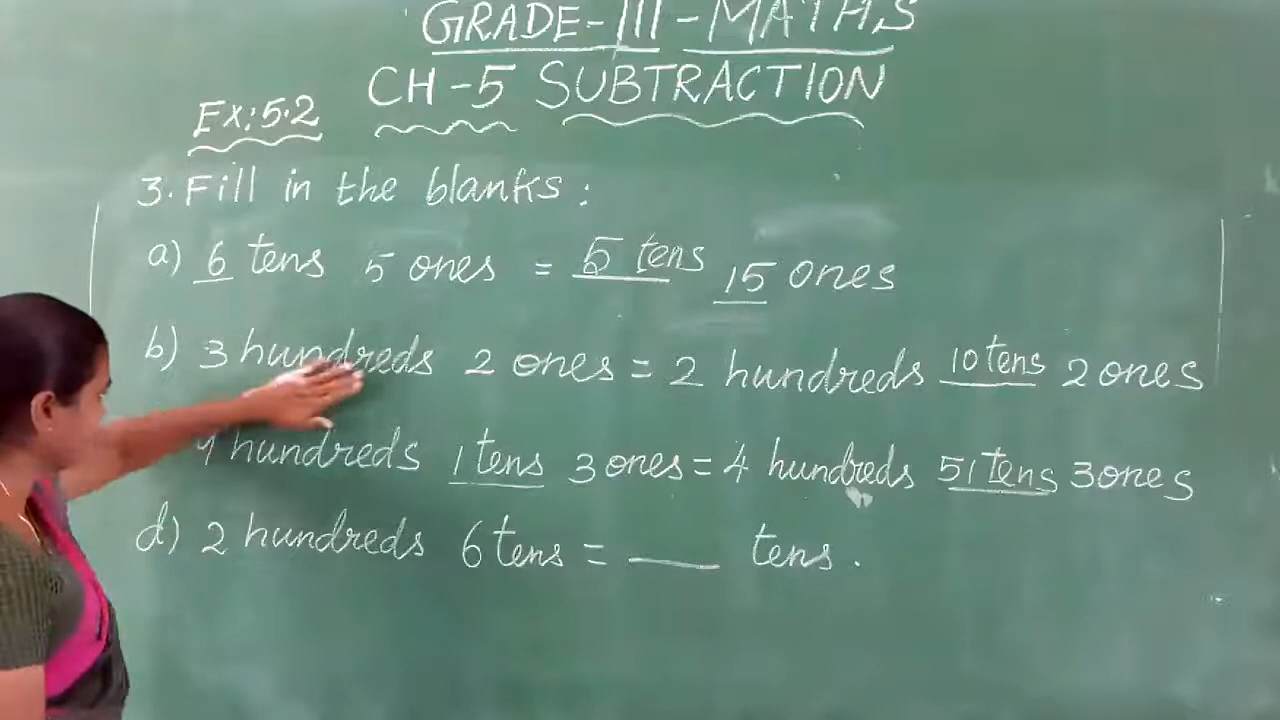 GRADE-III-MATHS
CH-5 SUBTRACTION
Ex:5.2
3. Fill in the blanks :
a) 6 tens 5 ones = 5 tens 15 ones
b) 3 hundreds 2 ones = 2 hundreds 10 tens 2 ones
hundreds 1 tens 3 ones = 4 hundreds 51 tens 3 ones
d) 2 hundreds 6 tens = ____ tens .